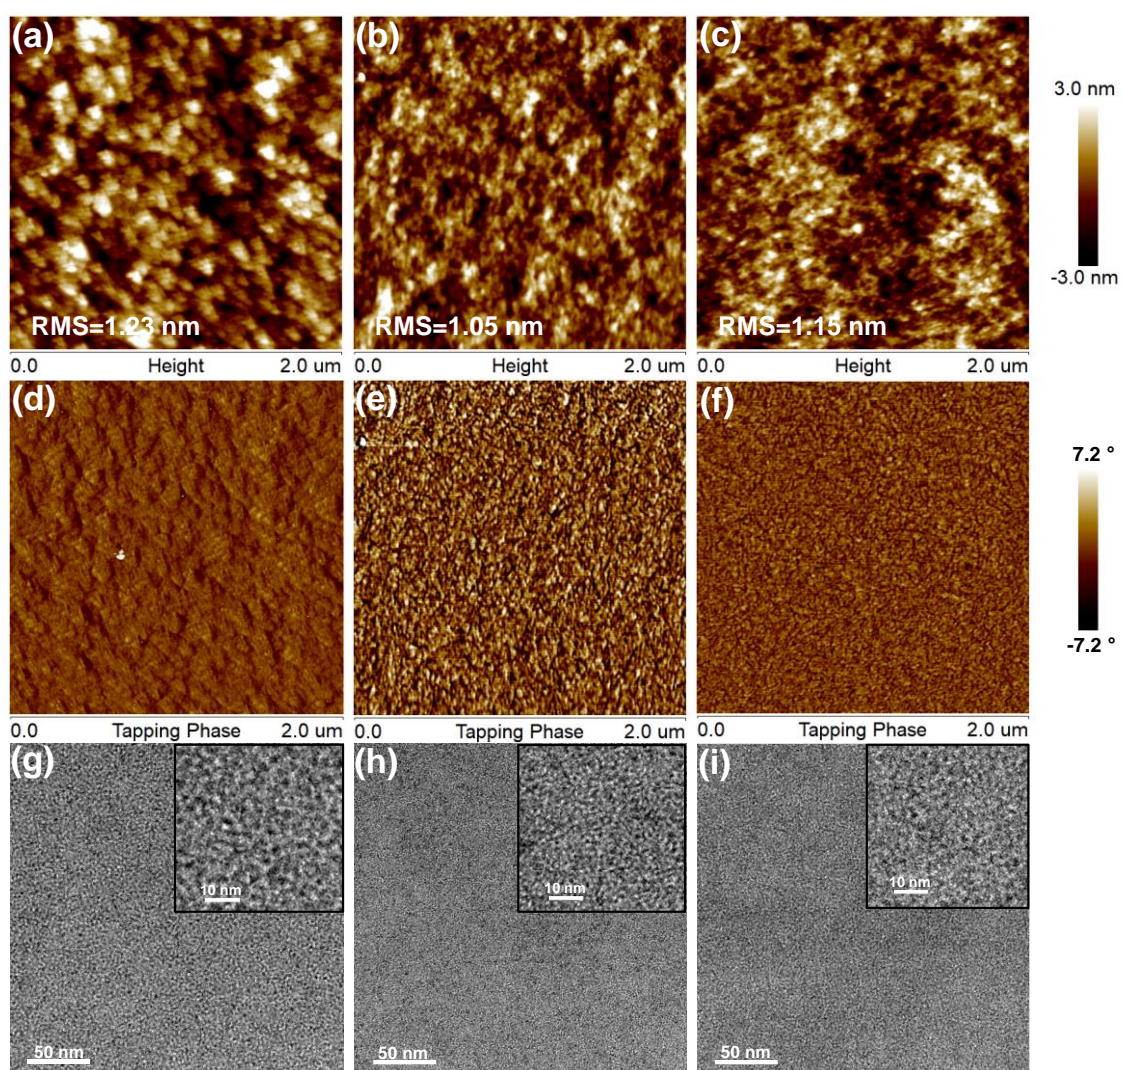 (a) (b) (c)
3.0 nm
-3.0 nm
RMS=1.23 nm RMS=1.05 nm RMS=1.15 nm
0.0 Height 2.0 um 0.0 Height 2.0 um 0.0 Height 2.0 um
(d) (e) (f)
7.2 °
-7.2 °
0.0 Tapping Phase 2.0 um 0.0 Tapping Phase 2.0 um 0.0 Tapping Phase 2.0 um
(g) (h) (i)
10 nm 10 nm 10 nm
50 nm 50 nm 50 nm